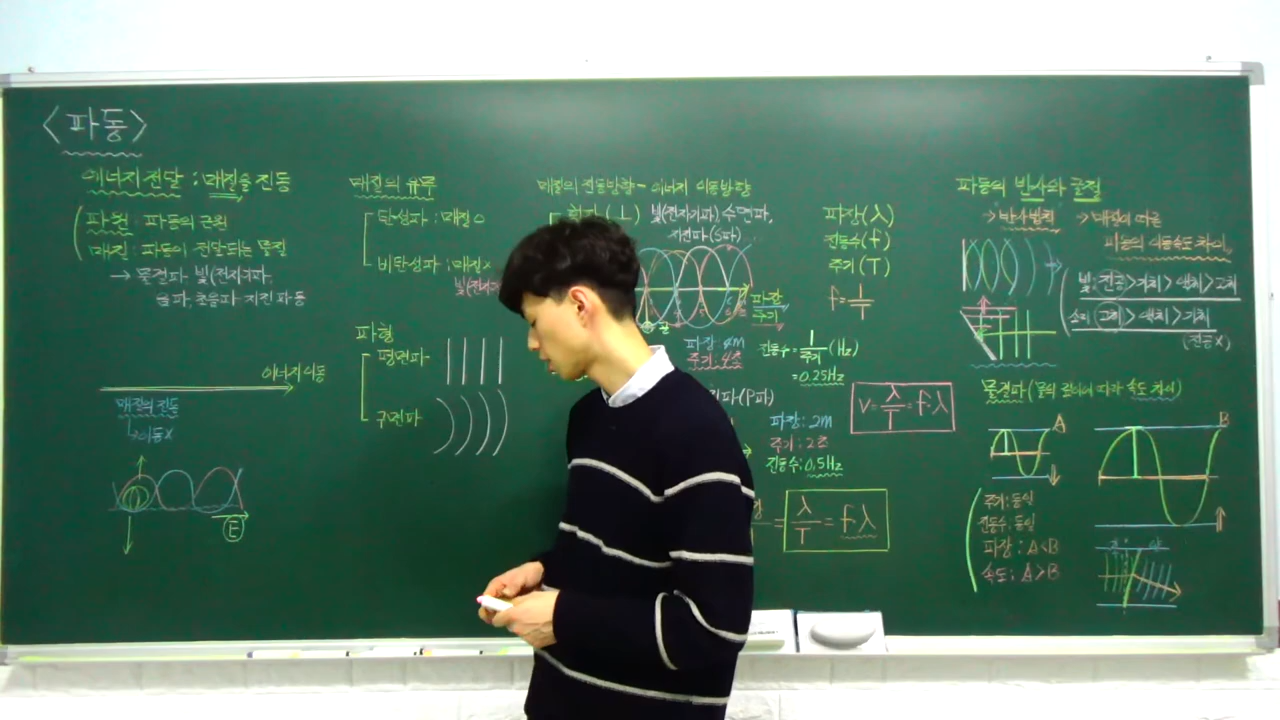 <파동>
에너지 전달 : 매질을 진동
파원 : 파동의 근원
매질 : 파동이 전달되는 물질
→ 물결파, 빛(전자기파),
음파, 초음파, 지진파동
에너지 이동
매질의 진동
→이동X
E
매질의
탄성파 : 매질 O
비탄성파 : 매질X
파형
평면파
구면파
매질의 진동방향 - 에너지 이동방향
(⊥) 빛(전자기파), 수면파,
지진파(S파)
파장
주기
파장 : 4m
주기 : 4초
파장(λ)
진동수(f)
주기(T)
f=1/T
진동수 = 1/주기 (Hz)
= 0.25Hz
(P파)
파장 : 2m
주기 : 2초
진동수 : 0.5Hz
V=λ/T=f·λ
= λ/T = f·λ
파동의 반사와 굴절
→ 반사법칙 → 매질에 따른
파동의 이동속도 차이
빛 : 진공 > 기체 > 액체 > 고체
소리 : 고체 > 액체 > 기체
(진공X)
물결파 (물의 깊이에 따라 속도 차이)
A
B
주기 : 동일
진동수 : 동일
파장 : A<B
속도 : A>B